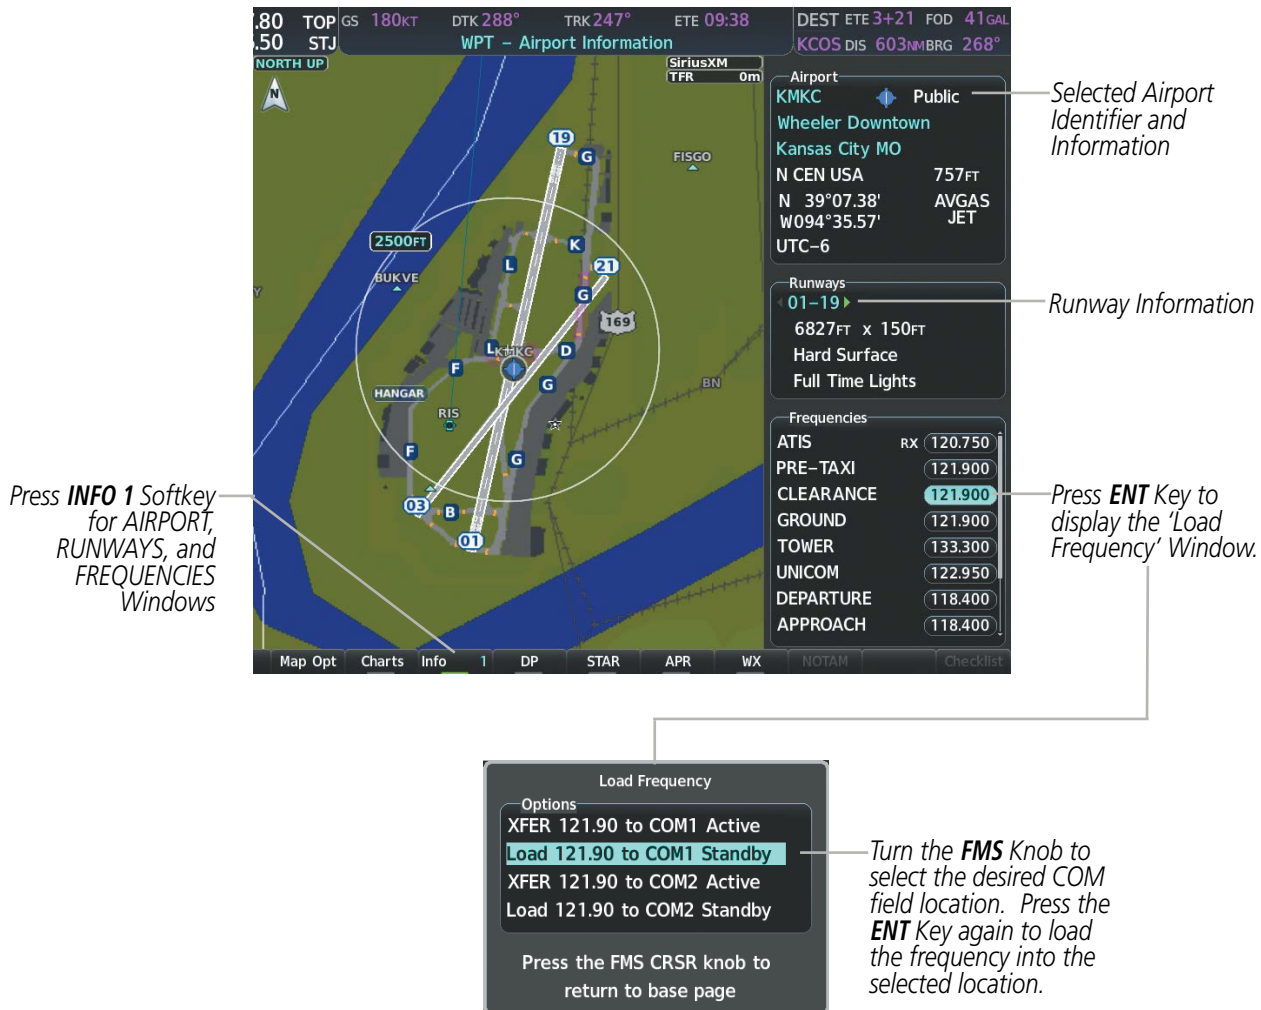 .80 TOP GS 180KT DTK 288° TRK 247° ETE 09:38 DEST ETE 3+21 FOD 41GAL
.50 STJ WPT – Airport Information KCOS DIS 603NM BRG 268°
NORTH UP
N
SiriusXM
TFR 0m
19
G
FISGO
2500FT
K
L
21
BUKVE
G
Y
169
L
KMKC
D
F
G
HANGAR
BN
RIS
F
G
03
B
01
Airport
KMKC Public
Wheeler Downtown
Kansas City MO
N CEN USA 757FT
N 39°07.38' AVGAS
W094°35.57' JET
UTC–6
Runways
01–19
6827FT x 150FT
Hard Surface
Full Time Lights
Frequencies
ATIS RX 120.750
PRE–TAXI 121.900
CLEARANCE 121.900
GROUND 121.900
TOWER 133.300
UNICOM 122.950
DEPARTURE 118.400
APPROACH 118.400
Map Opt Charts Info 1 DP STAR APR WX NOTAM Checklist
Selected Airport
Identifier and
Information
Runway Information
Press ENT Key to
display the ‘Load
Frequency’ Window.
Press INFO 1 Softkey
for AIRPORT,
RUNWAYS, and
FREQUENCIES
Windows
Load Frequency
Options
XFER 121.90 to COM1 Active
Load 121.90 to COM1 Standby
XFER 121.90 to COM2 Active
Load 121.90 to COM2 Standby
Press the FMS CRSR knob to
return to base page
Turn the FMS Knob to
select the desired COM
field location. Press the
ENT Key again to load
the frequency into the
selected location.